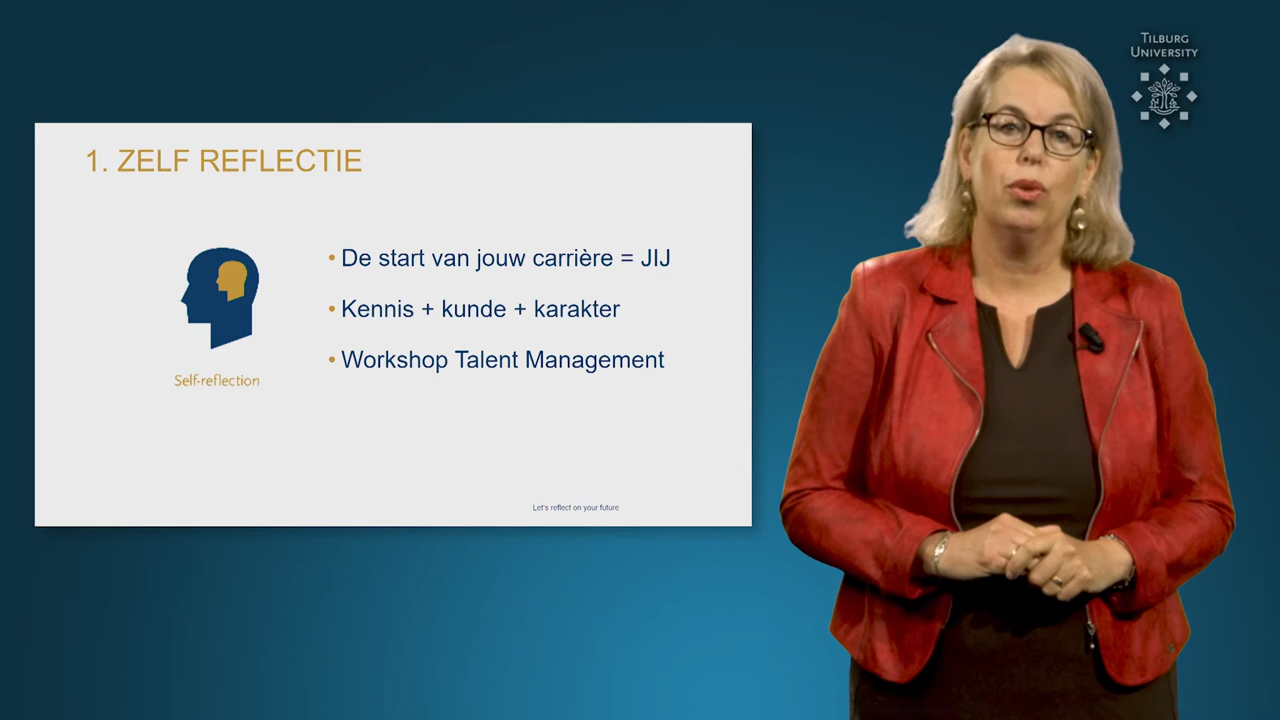 TILBURG
UNIVERSITY
1. ZELF REFLECTIE
• De start van jouw carrière = JIJ
• Kennis + kunde + karakter
• Workshop Talent Management
Self-reflection
Let's reflect on your future